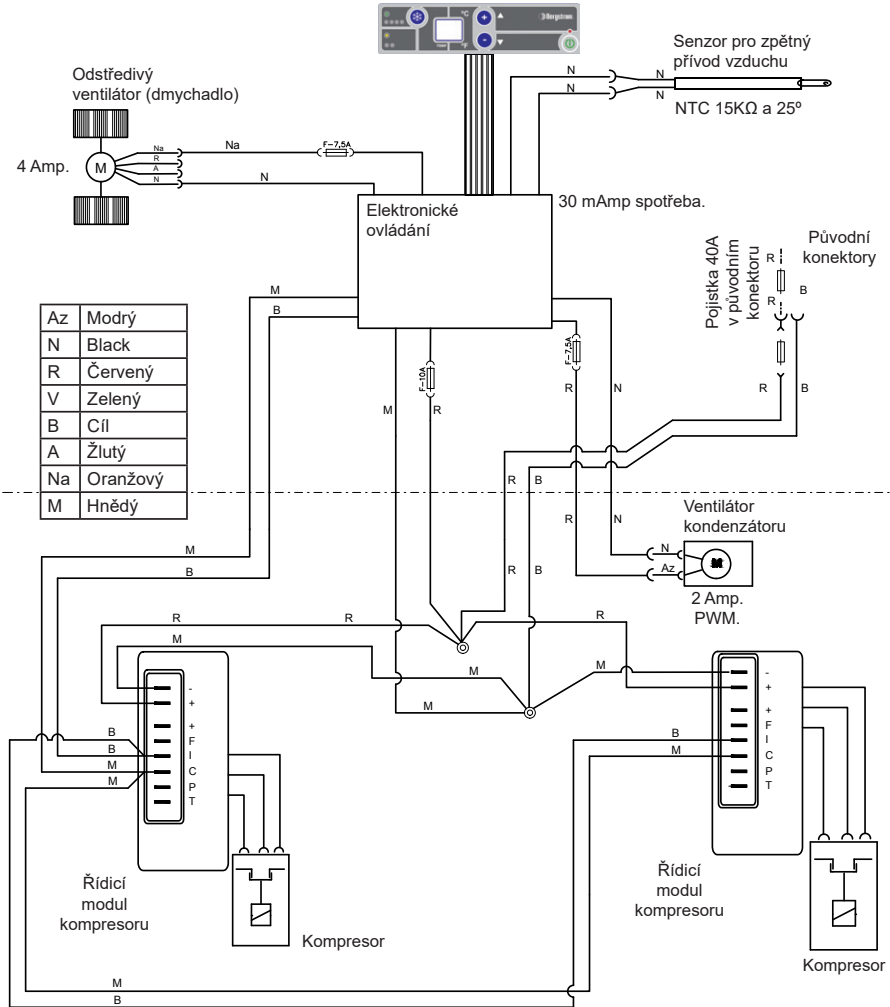 °C
°F
Bergstrom
Senzor pro zpětný
přívod vzduchu
NTC 15KΩ a 25º
N
N
N
N
Odstředivý
ventilátor (dmychadlo)
4 Amp.
M
Na
R
A
N
Na
F-7,5A
N
Elektronické
ovládání
30 mAmp spotřeba.
Pojistka 40A
v původním
konektoru
Původní
konektory
R
R
B
R
B
M
B
Az Modrý
N Black
R Červený
V Zelený
B Cíl
A Žlutý
Na Oranžový
M Hnědý
F-10A
M
R
F-7,5A
R
N
R
B
R
N
R
B
Ventilátor
kondenzátoru
N
Az
M
2 Amp.
PWM.
M
B
R
R
M
R
M
M
M
-
+
+
F
I
C
P
T
B
B
M
M
-
+
+
F
I
C
P
T
B
M
Řídicí
modul
kompresoru
Kompresor
Řídicí
modul
kompresoru
Kompresor
M
B